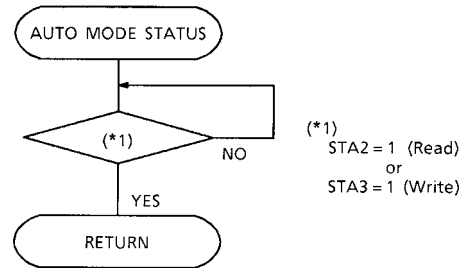 AUTO MODE STATUS
(*1)
NO
YES
RETURN
(*1)
STA2 = 1 (Read)
or
STA3 = 1 (Write)